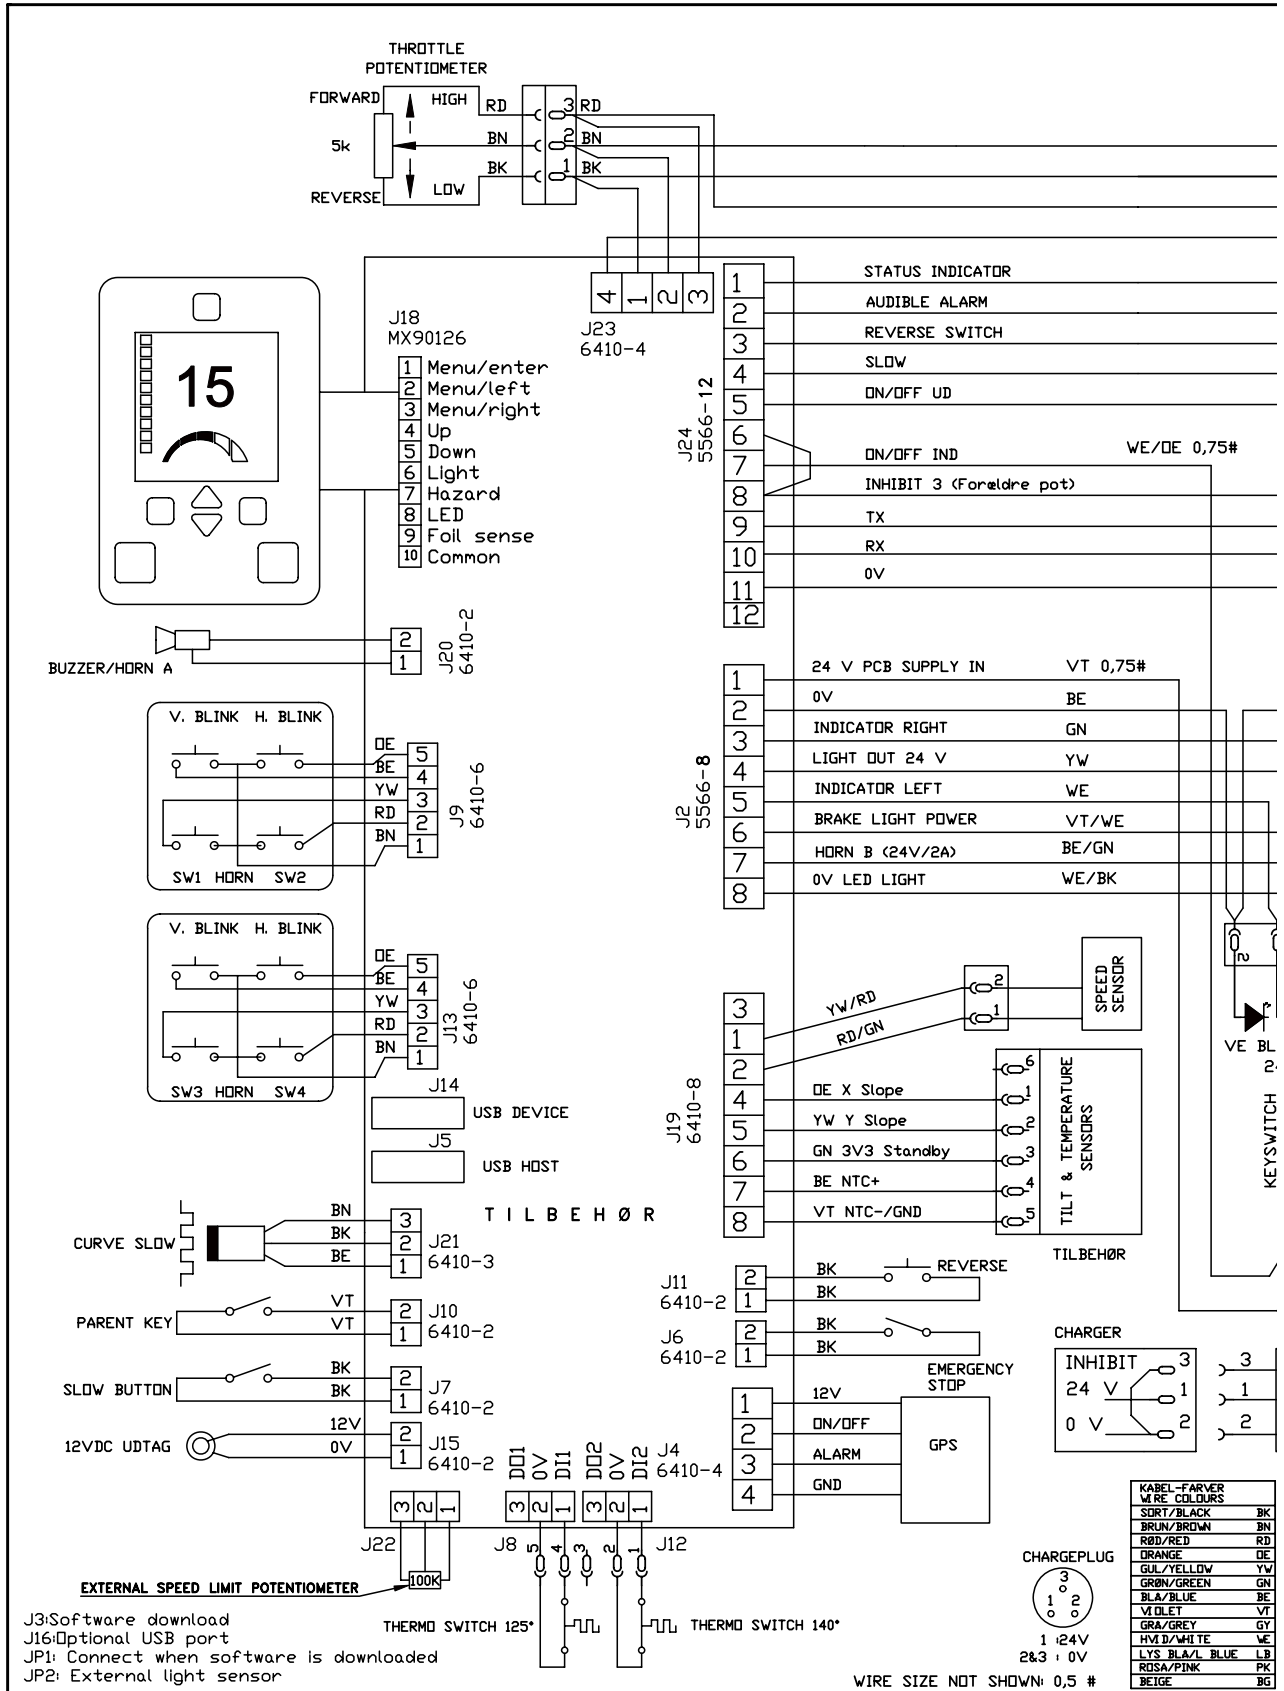 THROTTLE
POTENTIOMETER
FORWARD
HIGH
RD
3 RD
5k
BN
2 BN
BK
1 BK
REVERSE
LOW
4 1 2 3
J23
6410-4
15
J18
MX90126
1 Menu/enter
2 Menu/left
3 Menu/right
4 Up
5 Down
6 Light
7 Hazard
8 LED
9 Foil sense
10 Common
J24
5566-12
1 STATUS INDICATOR
2 AUDIBLE ALARM
3 REVERSE SWITCH
4 SLOW
5 ON/OFF UD
6
7 ON/OFF IND WE/OE 0,75#
8 INHIBIT 3 (Forældre pot)
9 TX
10 RX
11 0V
12
BUZZER/HORN A
2
1
J20
6410-2
J2
5566-8
1 24 V PCB SUPPLY IN VT 0,75#
2 0V BE
3 INDICATOR RIGHT GN
4 LIGHT OUT 24 V YW
5 INDICATOR LEFT WE
6 BRAKE LIGHT POWER VT/WE
7 HORN B (24V/2A) BE/GN
8 0V LED LIGHT WE/BK
V. BLINK H. BLINK
OE 5
BE 4
YW 3
RD 2
BN 1
J9
6410-6
SW1 HORN SW2
V. BLINK H. BLINK
OE 5
BE 4
YW 3
RD 2
BN 1
J13
6410-6
SW3 HORN SW4
J14
USB DEVICE
J5
USB HOST
TILBEHØR
J19
6410-8
3
1 YW/RD 2
2 RD/GN 1
SPEED
SENSOR
6
4 OE X Slope 1
5 YW Y Slope 2
6 GN 3V3 Standby 3
7 BE NTC+ 4
8 VT NTC-/GND 5
TILT & TEMPERATURE
SENSORS
TILBEHØR
2
VE BL
2
KEYSWITCH
CURVE SLOW
BN 3
BK 2
BE 1
J21
6410-3
PARENT KEY
VT 2
VT 1
J10
6410-2
SLOW BUTTON
BK 2
BK 1
J7
6410-2
12VDC UDTAG
12V 2
0V 1
J15
6410-2
J11
6410-2
2 BK
1 BK
REVERSE
J6
6410-2
2 BK
1 BK
EMERGENCY
STOP
J4
6410-4
1 12V
2 ON/OFF
3 ALARM
4 GND
GPS
CHARGER
INHIBIT 3
24 V 1
0 V 2
3
1
2
3 2 1
J22
100K
EXTERNAL SPEED LIMIT POTENTIOMETER
DO1 0V DI1
3 2 1
J8
DO2 0V DI2
3 2 1
J12
5 4 3 2 1
THERMO SWITCH 125°
THERMO SWITCH 140°
J3:Software download
J16:Optional USB port
JP1: Connect when software is downloaded
JP2: External light sensor
CHARGEPLUG
3
1 2
1 :24V
2&3 : 0V
WIRE SIZE NOT SHOWN: 0,5 #
KABEL-FARVER
WIRE COLOURS
SORT/BLACK BK
BRUN/BROWN BN
RØD/RED RD
ORANGE OE
GUL/YELLOW YW
GRØN/GREEN GN
BLA/BLUE BE
VIOLET VT
GRA/GREY GY
HVID/WHITE WE
LYS BLA/L BLUE LB
ROSA/PINK PK
BEIGE BG